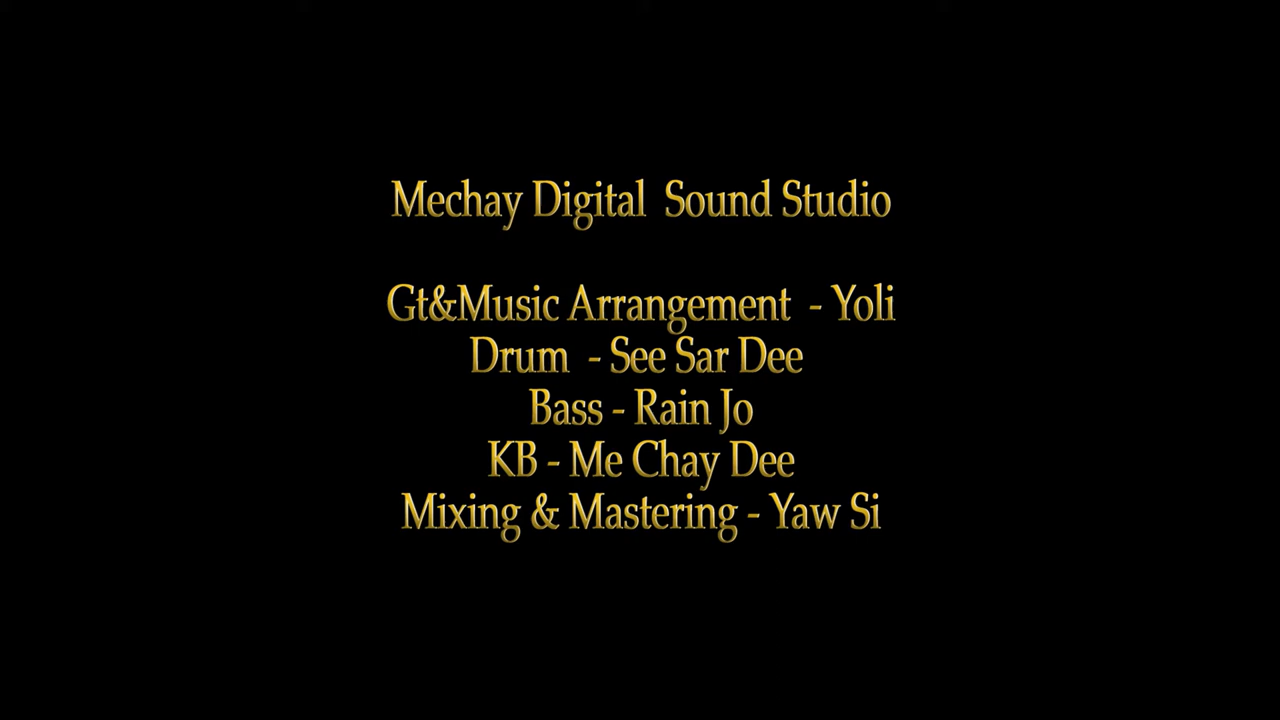 Mechay Digital  Sound Studio
Gt&Music Arrangement  - Yoli
Drum  - See Sar Dee
Bass - Rain Jo
KB - Me Chay Dee
Mixing & Mastering - Yaw Si